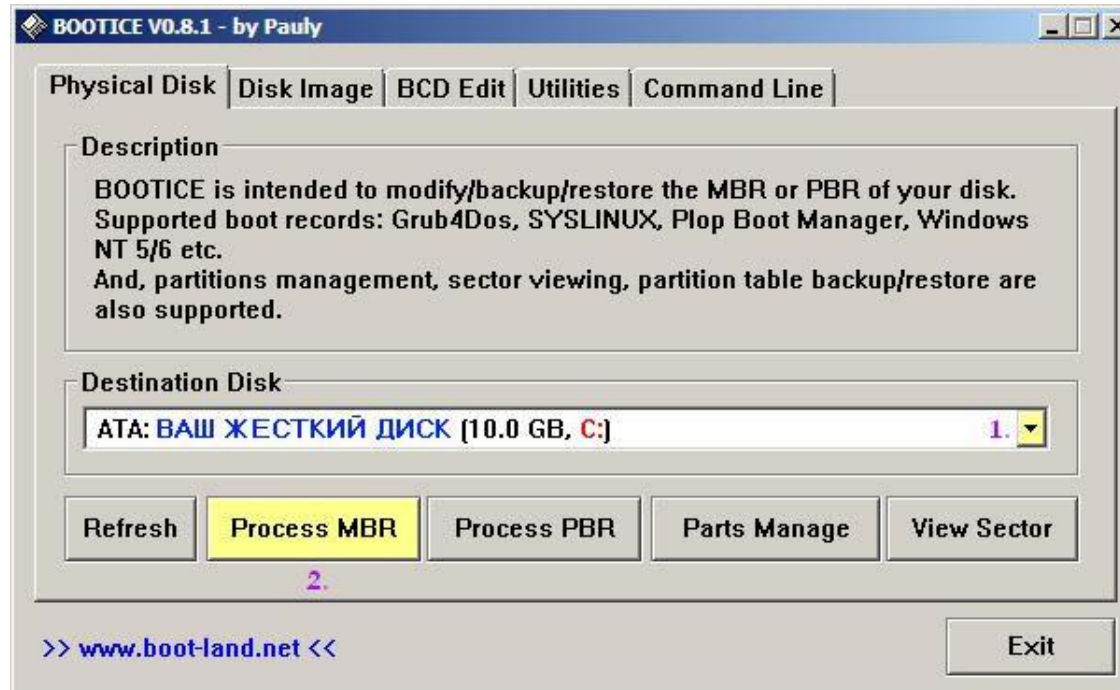 BOOTICE V0.8.1 - by Pauly
Physical Disk Disk Image BCD Edit Utilities Command Line
Description
BOOTICE is intended to modify/backup/restore the MBR or PBR of your disk.
Supported boot records: Grub4Dos, SYSLINUX, Plop Boot Manager, Windows
NT 5/6 etc.
And, partitions management, sector viewing, partition table backup/restore are
also supported.
Destination Disk
ATA: ВАШ ЖЕСТКИЙ ДИСК (10.0 GB, C:) 1.
Refresh Process MBR Process PBR Parts Manage View Sector
2.
>> www.boot-land.net << Exit